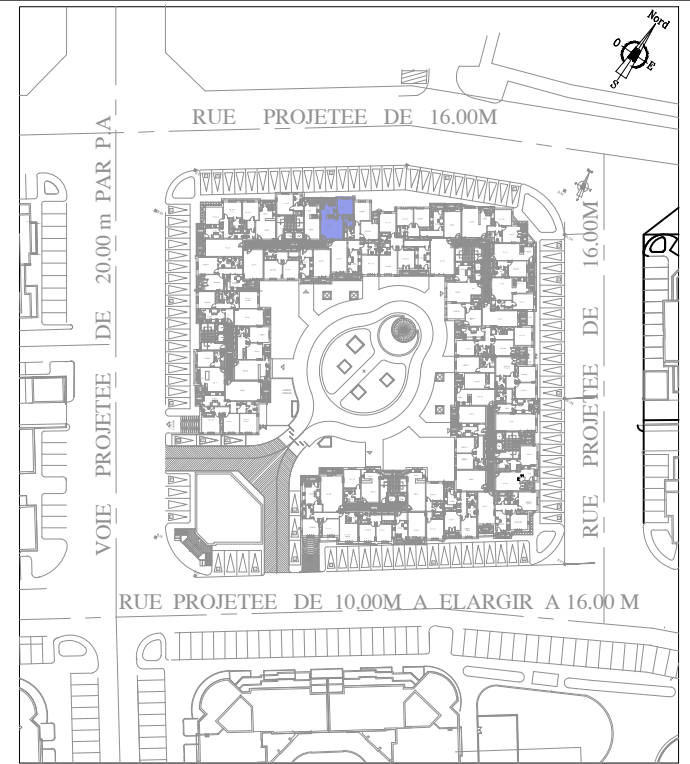 Nord
O
E
S
RUE PROJETEE DE 16.00M
VOIE PROJETEE DE 20.00 m PAR P.A
RUE PROJETEE DE 16.00M
RUE PROJETEE DE 10.00M A ELARGIR A 16.00 M